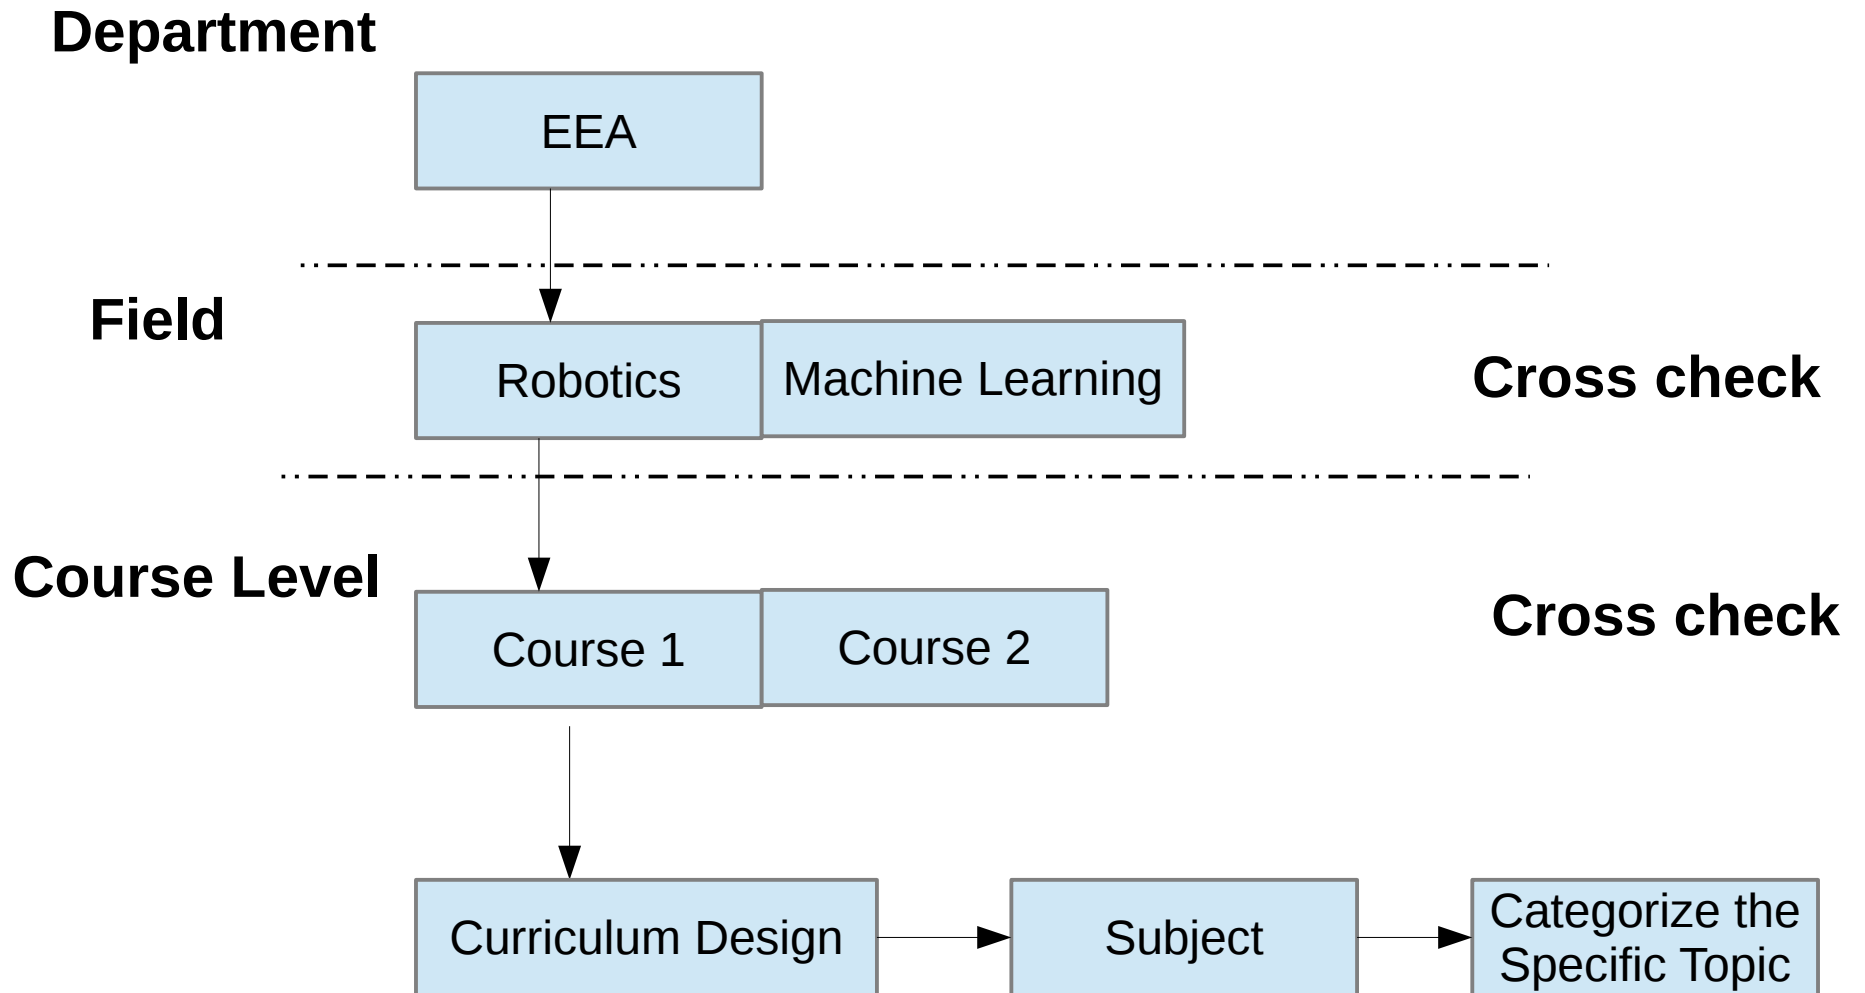 Department
EEA
Field
Robotics
Machine Learning
Cross check
Course Level
Course 1
Course 2
Cross check
Curriculum Design
Subject
Categorize the
Specific Topic